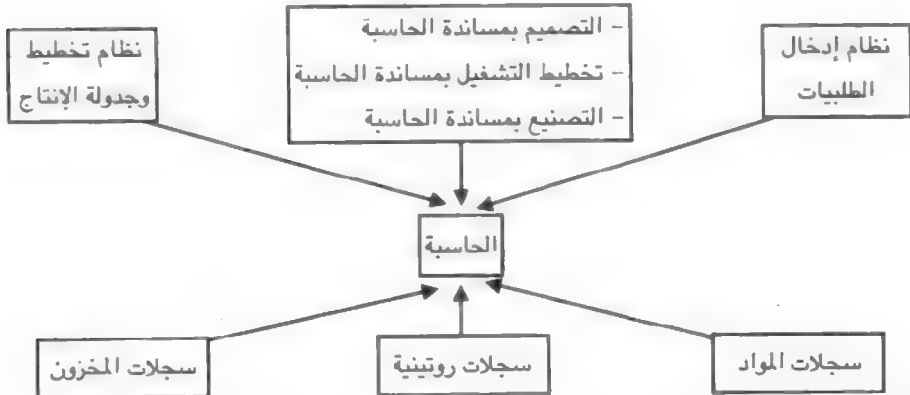 نظام إدخال
الطلبيات
– التصميم بمساندة الحاسبة
– تخطيط التشغيل بمساندة الحاسبة
– التصنيع بمساندة الحاسبة
نظام تخطيط
وجدولة الإنتاج
الحاسبة
سجلات المواد
سجلات روتينية
سجلات المخزون